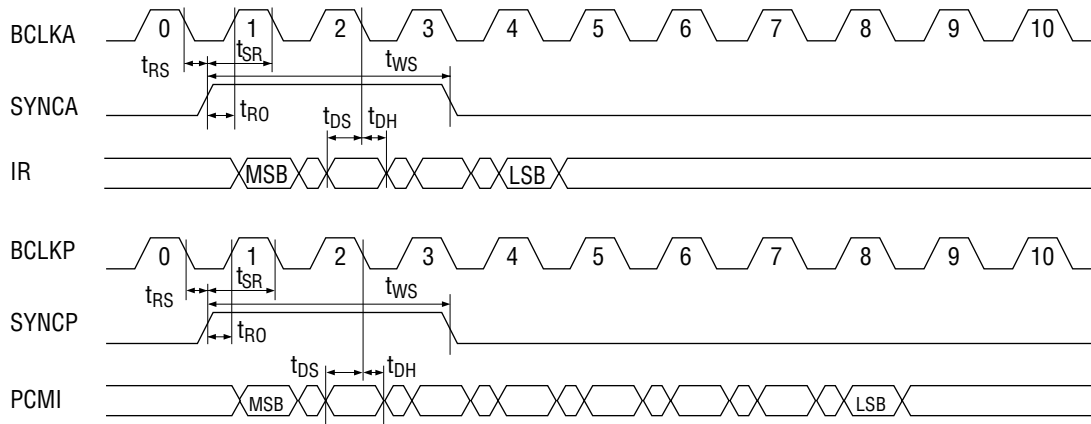 BCLKA 0 1 2 3 4 5 6 7 8 9 10
tRS tSR tWS
SYNCA tRO
tDS tDH
IR MSB LSB
BCLKP 0 1 2 3 4 5 6 7 8 9 10
tRS tSR tWS
SYNCP tRO
tDS tDH
PCMI MSB LSB